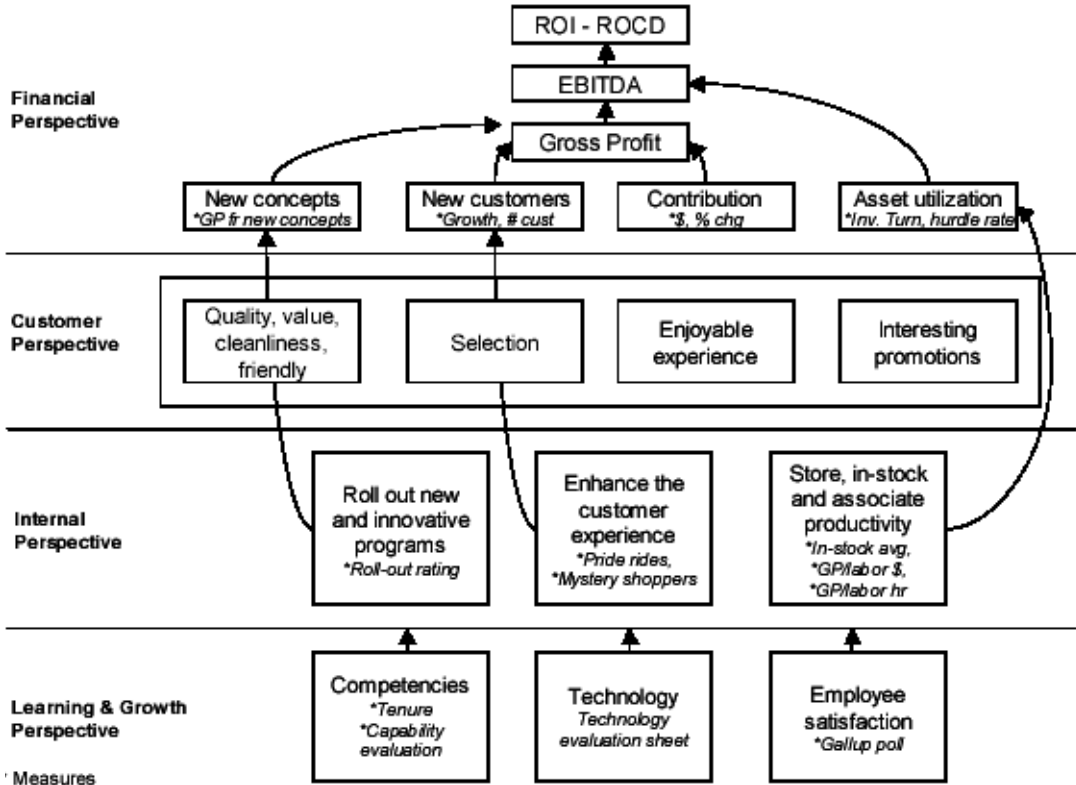 ROI - ROCD
EBITDA
Financial
Perspective
Gross Profit
New concepts
*GP fr new concepts
New customers
*Growth, # cust
Contribution
*$, % chg
Asset utilization
*Inv. Turn, hurdle rate
Customer
Perspective
Quality, value,
cleanliness,
friendly
Selection
Enjoyable
experience
Interesting
promotions
Internal
Perspective
Roll out new
and innovative
programs
*Roll-out rating
Enhance the
customer
experience
*Pride rides,
*Mystery shoppers
Store, in-stock
and associate
productivity
*In-stock avg,
*GP/labor $,
*GP/labor hr
Learning & Growth
Perspective
Competencies
*Tenure
*Capability
evaluation
Technology
Technology
evaluation sheet
Employee
satisfaction
*Gallup poll
' Measures